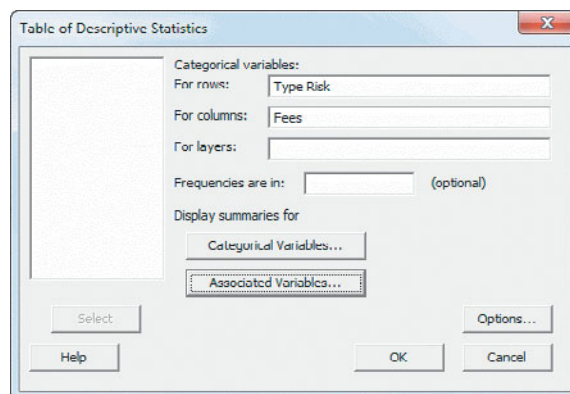 Table of Descriptive Statistics
Categorical variables:
For rows: Type Risk
For columns: Fees
For layers:
Frequencies are in: (optional)
Display summaries for
Categorical Variables...
Associated Variables...
Select
Options...
Help
OK
Cancel